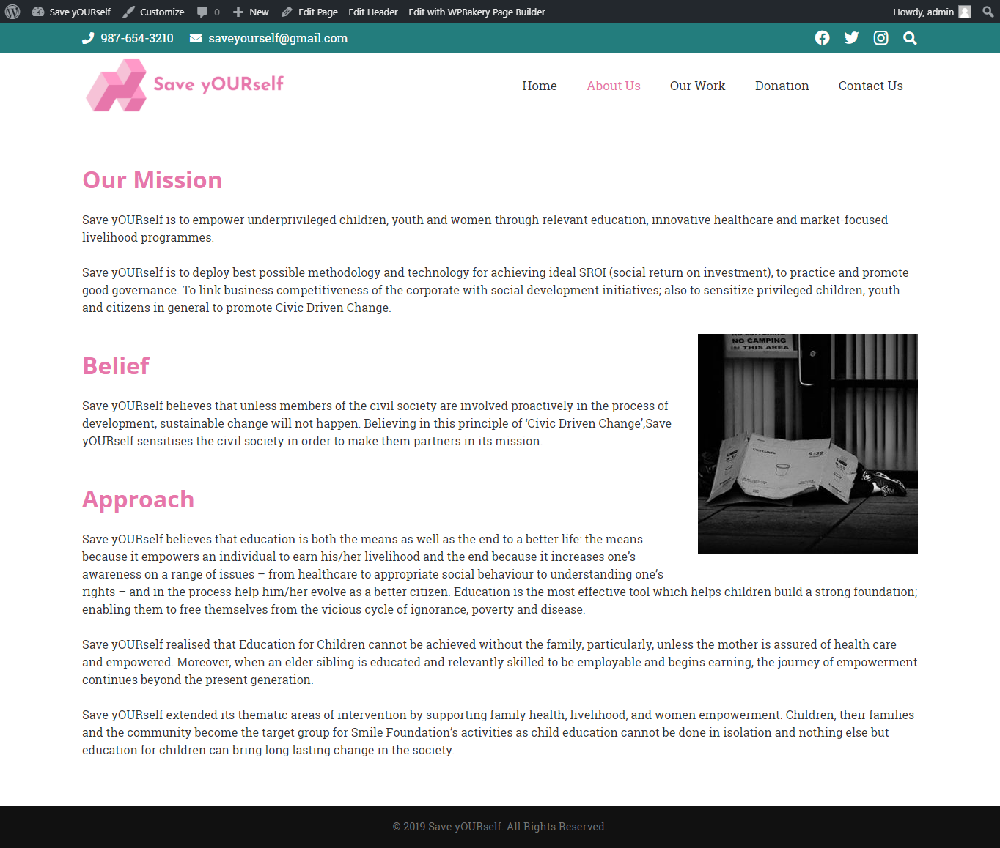 Save yOURself Customize 0 New Edit Page Edit Header Edit with WPBakery Page Builder Howdy, admin
987-654-3210 saveyourself@gmail.com
Save yOURself
Home About Us Our Work Donation Contact Us
Our Mission
Save yOURself is to empower underprivileged children, youth and women through relevant education, innovative healthcare and market-focused
livelihood programmes.
Save yOURself is to deploy best possible methodology and technology for achieving ideal SROI (social return on investment), to practice and promote
good governance. To link business competitiveness of the corporate with social development initiatives; also to sensitize privileged children, youth
and citizens in general to promote Civic Driven Change.
NO CAMPING
IN THIS AREA
CONTAINER
S-32
S-32
Belief
Save yOURself believes that unless members of the civil society are involved proactively in the process of
development, sustainable change will not happen. Believing in this principle of ‘Civic Driven Change’,Save
yOURself sensitises the civil society in order to make them partners in its mission.
Approach
Save yOURself believes that education is both the means as well as the end to a better life: the means
because it empowers an individual to earn his/her livelihood and the end because it increases one’s
awareness on a range of issues – from healthcare to appropriate social behaviour to understanding one’s
rights – and in the process help him/her evolve as a better citizen. Education is the most effective tool which helps children build a strong foundation;
enabling them to free themselves from the vicious cycle of ignorance, poverty and disease.
Save yOURself realised that Education for Children cannot be achieved without the family, particularly, unless the mother is assured of health care
and empowered. Moreover, when an elder sibling is educated and relevantly skilled to be employable and begins earning, the journey of empowerment
continues beyond the present generation.
Save yOURself extended its thematic areas of intervention by supporting family health, livelihood, and women empowerment. Children, their families
and the community become the target group for Smile Foundation’s activities as child education cannot be done in isolation and nothing else but
education for children can bring long lasting change in the society.
© 2019 Save yOURself. All Rights Reserved.